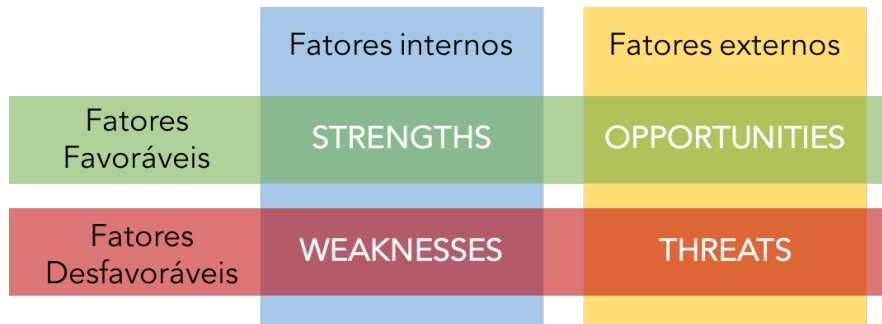 Fatores internos
Fatores externos
Fatores
Favoráveis
STRENGTHS
OPPORTUNITIES
Fatores
Desfavoráveis
WEAKNESSES
THREATS